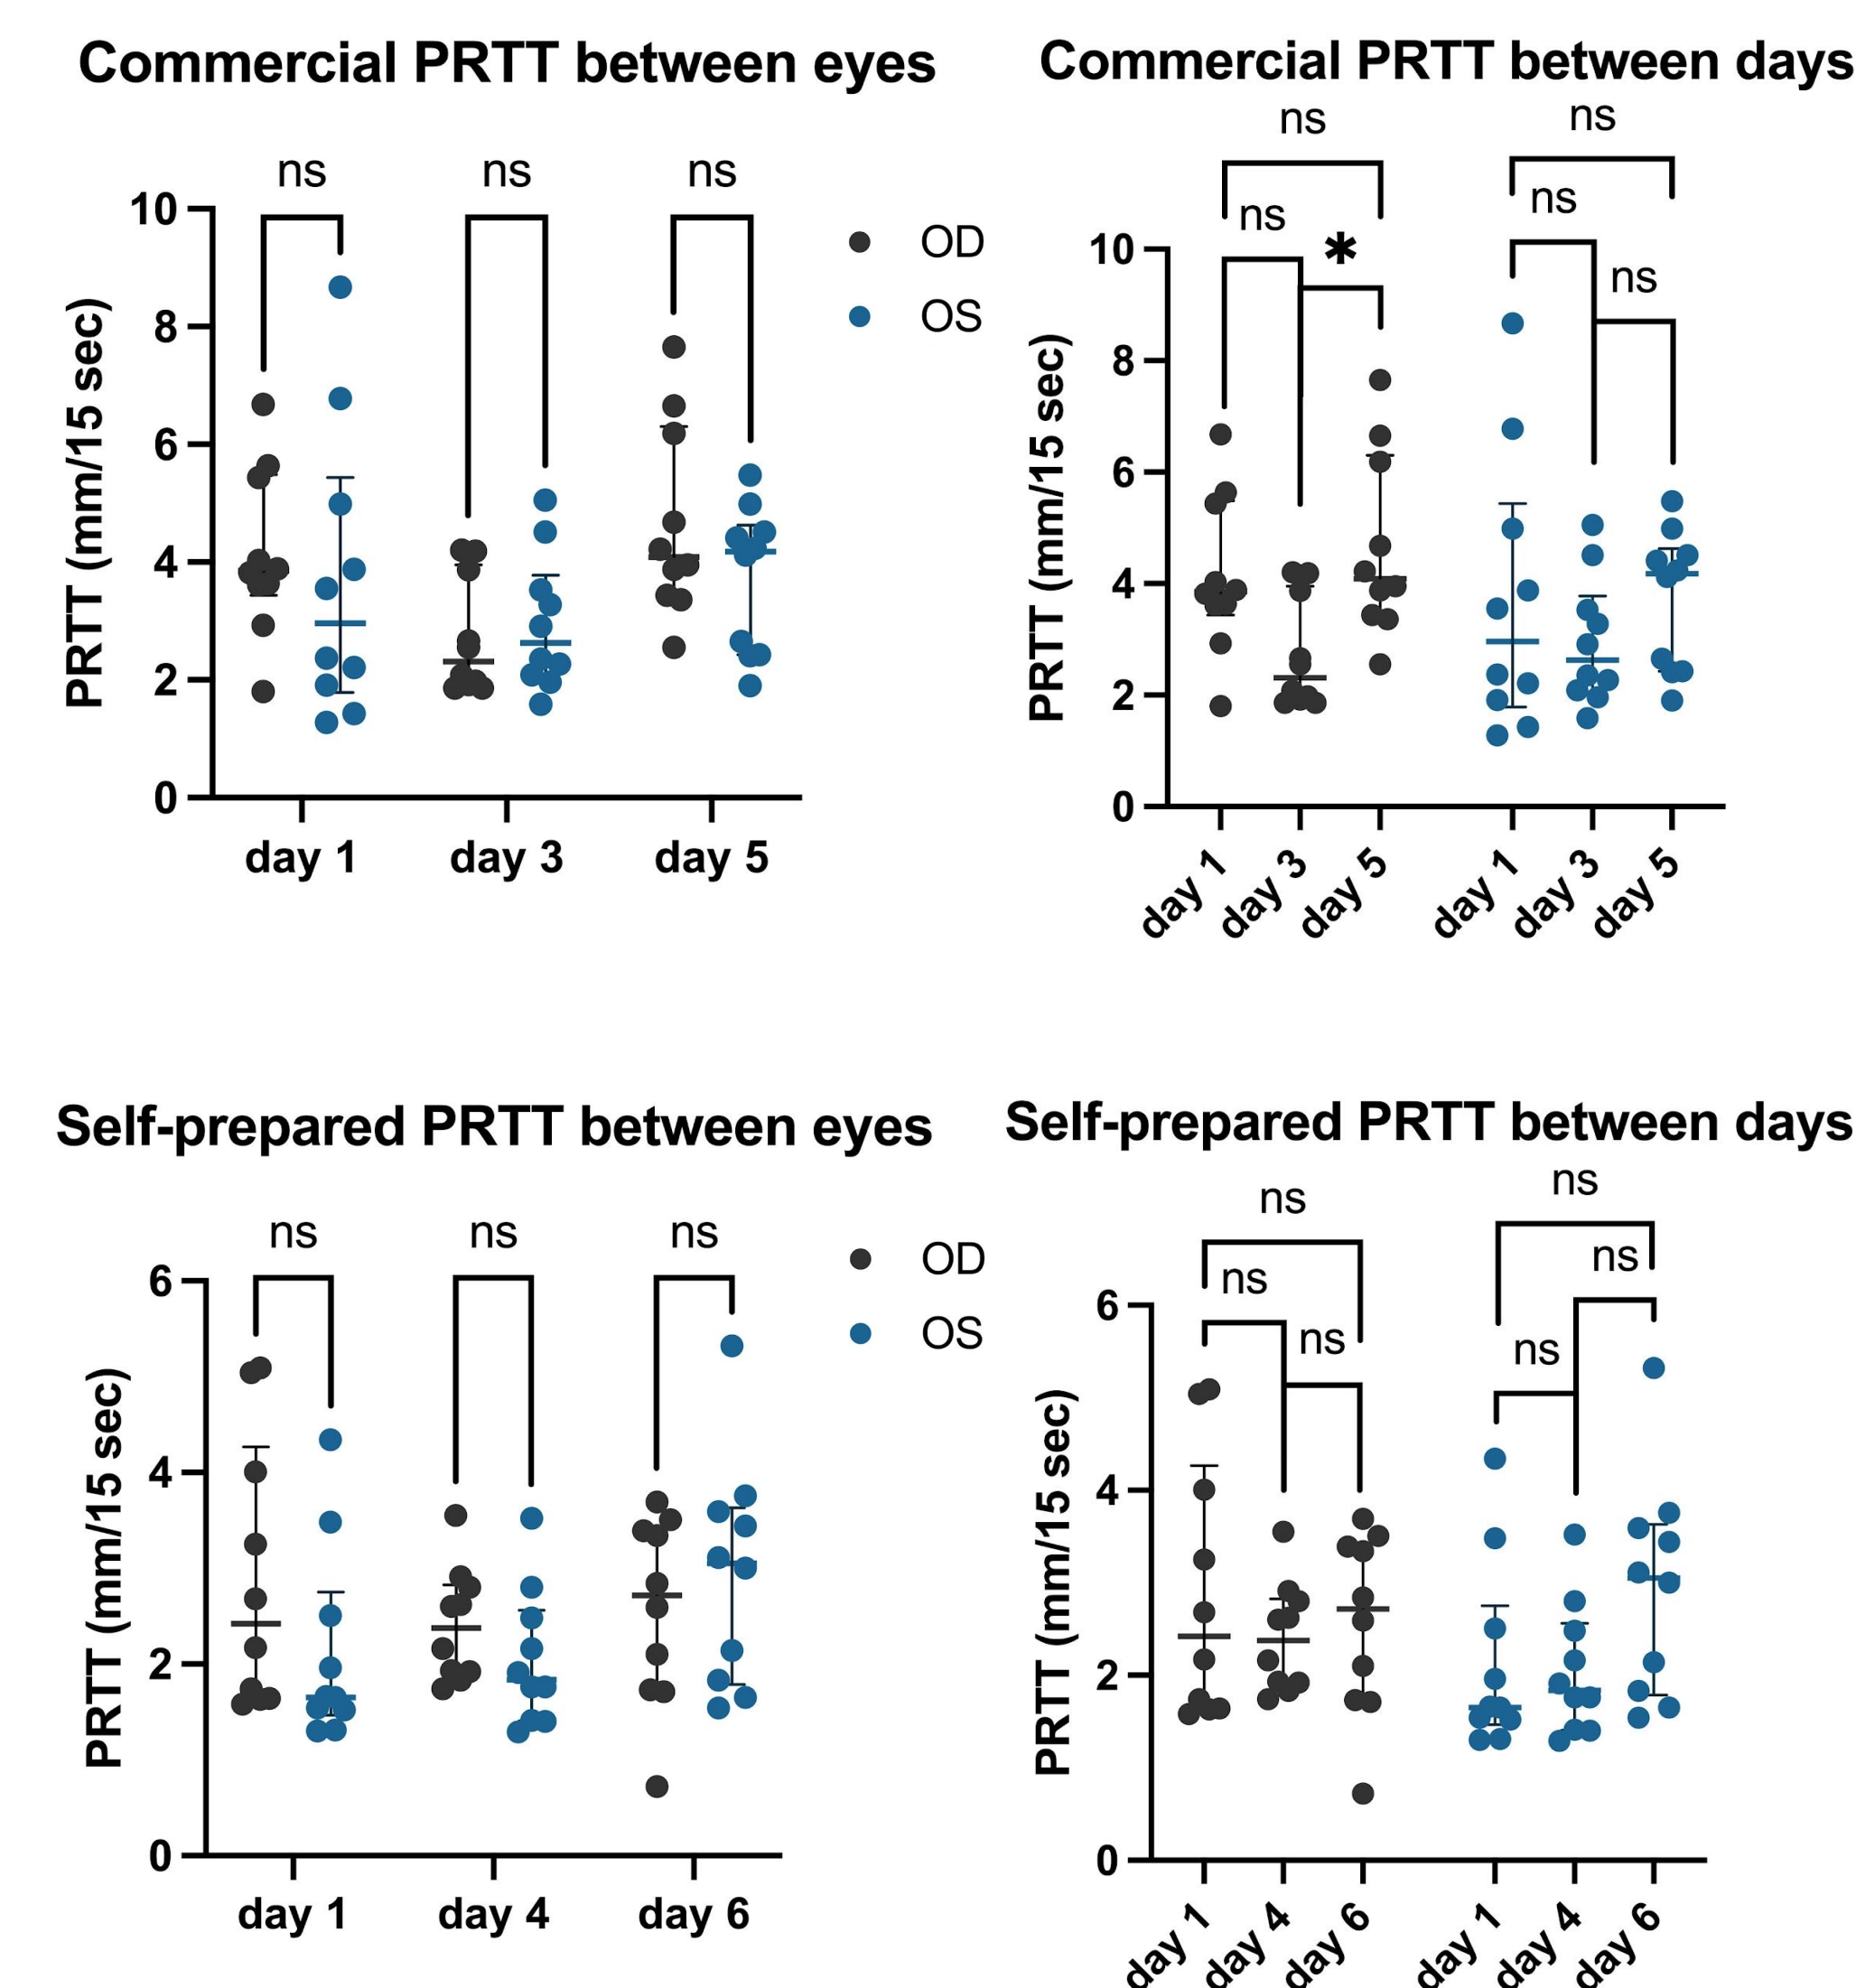 Commercial PRTT between eyes
ns ns ns
10
8
6
4
2
0
PRTT (mm/15 sec)
OD
OS
day 1 day 3 day 5
Commercial PRTT between days
ns ns
ns ns
* ns
10
8
6
4
2
0
PRTT (mm/15 sec)
day 1 day 3 day 5 day 1 day 3 day 5
Self-prepared PRTT between eyes
ns ns ns
6
4
2
0
PRTT (mm/15 sec)
OD
OS
day 1 day 4 day 6
Self-prepared PRTT between days
ns ns
ns ns
ns ns
6
4
2
0
PRTT (mm/15 sec)
day 1 day 4 day 6 day 1 day 4 day 6